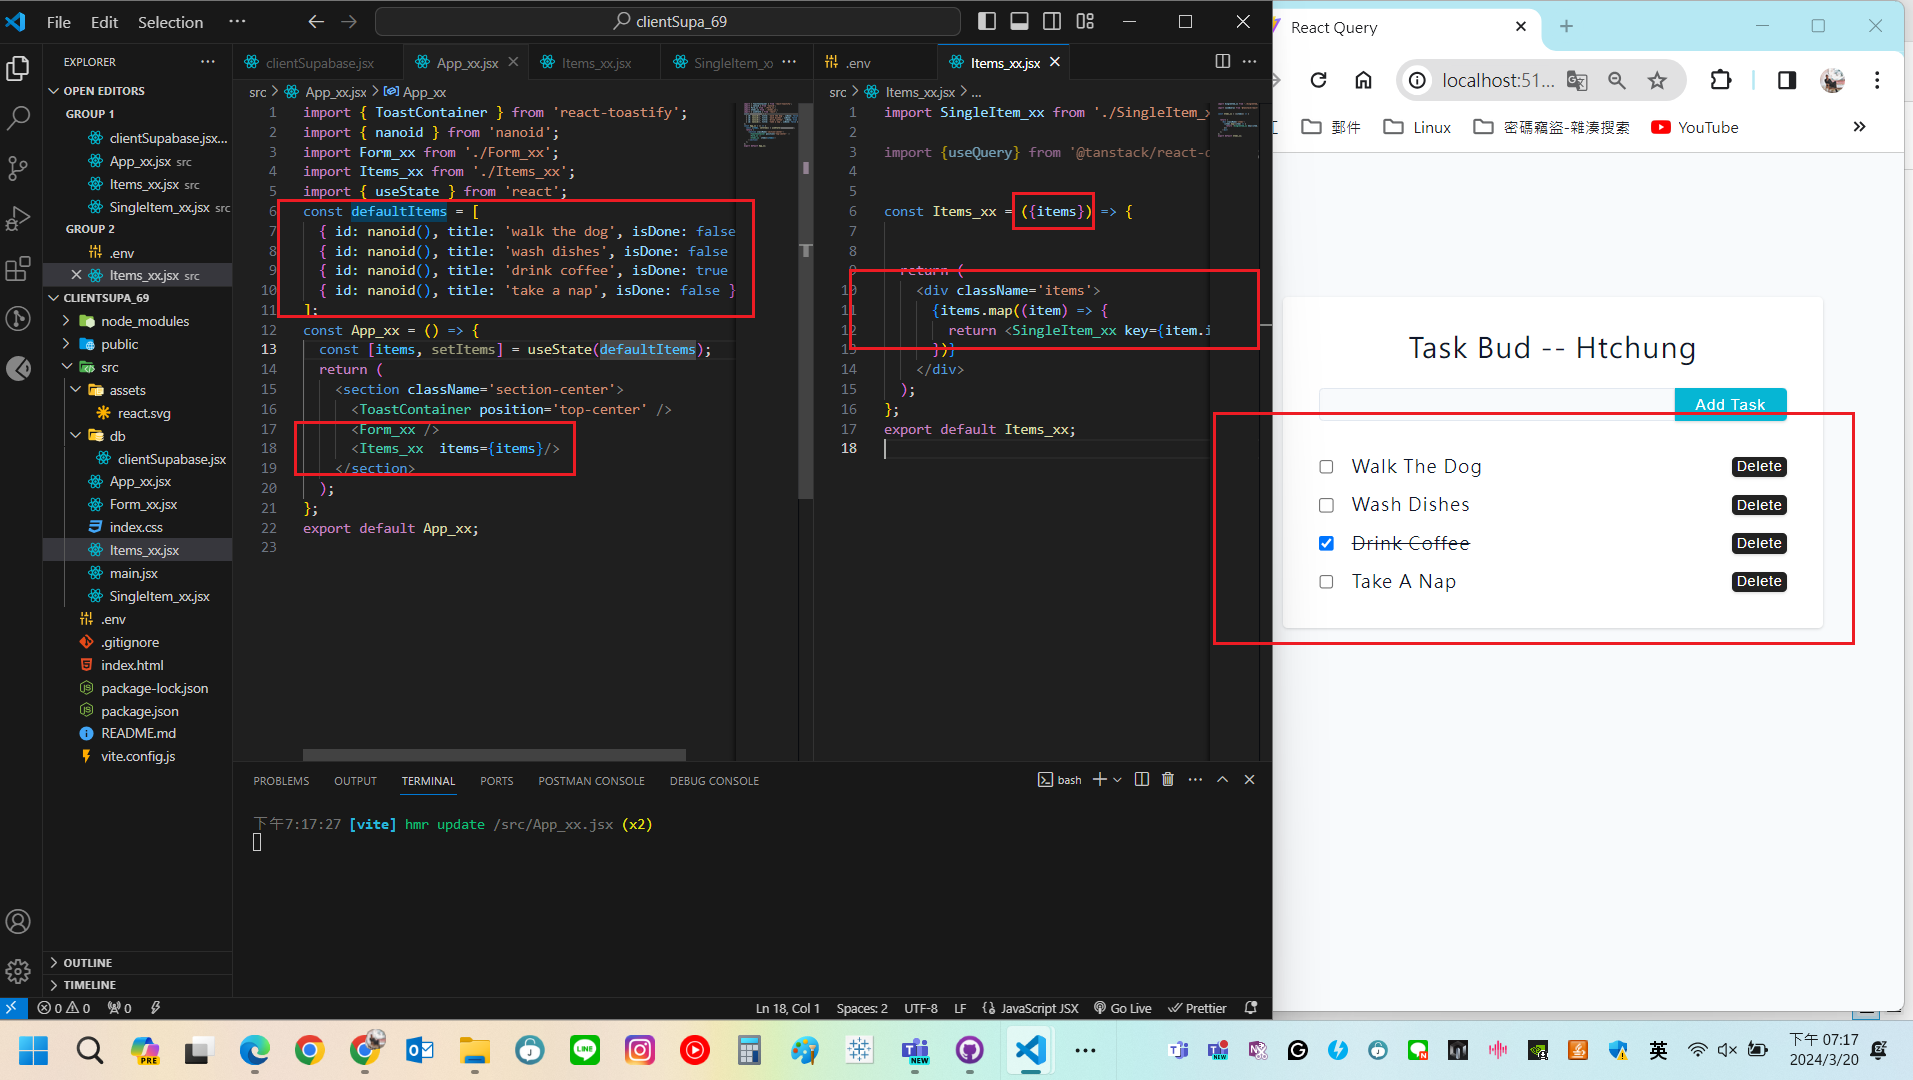 File Edit Selection ···
clientSupa_69
EXPLORER
OPEN EDITORS
GROUP 1
clientSupabase.jsx...
App_xx.jsx src
Items_xx.jsx src
SingleItem_xx.jsx src
GROUP 2
.env
Items_xx.jsx src
CLIENTSUPA_69
node_modules
public
src
assets
react.svg
db
clientSupabase.jsx
App_xx.jsx
Form_xx.jsx
index.css
Items_xx.jsx
main.jsx
SingleItem_xx.jsx
.env
.gitignore
index.html
package-lock.json
package.json
README.md
vite.config.js
OUTLINE
TIMELINE
clientSupabase.jsx App_xx.jsx Items_xx.jsx SingleItem_xx
src > App_xx.jsx > App_xx
1 import { ToastContainer } from 'react-toastify';
2 import { nanoid } from 'nanoid';
3 import Form_xx from './Form_xx';
4 import Items_xx from './Items_xx';
5 import { useState } from 'react';
6 const defaultItems = [
7 { id: nanoid(), title: 'walk the dog', isDone: false
8 { id: nanoid(), title: 'wash dishes', isDone: false
9 { id: nanoid(), title: 'drink coffee', isDone: true
10 { id: nanoid(), title: 'take a nap', isDone: false }
11 ];
12 const App_xx = () => {
13 const [items, setItems] = useState(defaultItems);
14 return (
15 <section className='section-center'>
16 <ToastContainer position='top-center' />
17 <Form_xx />
18 <Items_xx items={items}/>
19 </section>
20 );
21 };
22 export default App_xx;
23
.env Items_xx.jsx
src > Items_xx.jsx > ...
1 import SingleItem_xx from './SingleItem_x
2
3 import {useQuery} from '@tanstack/react-
4
5
6 const Items_xx = ({items}) => {
7
8
9 return (
10 <div className='items'>
11 {items.map((item) => {
12 return <SingleItem_xx key={item.i
13 })}
14 </div>
15 );
16 };
17 export default Items_xx;
18
PROBLEMS OUTPUT TERMINAL PORTS POSTMAN CONSOLE DEBUG CONSOLE
bash
下午7:17:27 [vite] hmr update /src/App_xx.jsx (x2)
0 0 0 Ln 18, Col 1 Spaces: 2 UTF-8 LF JavaScript JSX Go Live Prettier
React Query
localhost:51...
郵件 Linux 密碼竊盜-雜湊搜索 YouTube
Task Bud -- Htchung
Add Task
Walk The Dog Delete
Wash Dishes Delete
Drink Coffee Delete
Take A Nap Delete
PRE
LINE
NEW
NEW
英
下午 07:17
2024/3/20